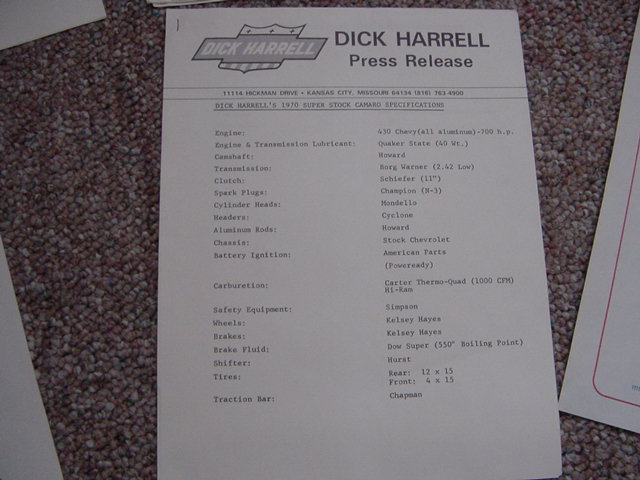 DICK HARRELL
DICK HARRELL
Press Release
11114 HICKMAN DRIVE • KANSAS CITY, MISSOURI 64134 (816) 763-4900
DICK HARRELL'S 1970 SUPER STOCK CAMARO SPECIFICATIONS
Engine: 430 Chevy(all aluminum)-700 h.p.
Engine & Transmission Lubricant: Quaker State (40 Wt.)
Camshaft: Howard
Transmission: Borg Warner (2.42 Low)
Clutch: Schiefer (11")
Spark Plugs: Champion (N-3)
Cylinder Heads: Mondello
Headers: Cyclone
Aluminum Rods: Howard
Chassis: Stock Chevrolet
Battery Ignition: American Parts
(Poweready)
Carburetion: Carter Thermo-Quad (1000 CFM)
Hi-Ram
Safety Equipment: Simpson
Wheels: Kelsey Hayes
Brakes: Kelsey Hayes
Brake Fluid: Dow Super (550° Boiling Point)
Shifter: Hurst
Tires: Rear: 12 x 15
Front: 4 x 15
Traction Bar: Chapman